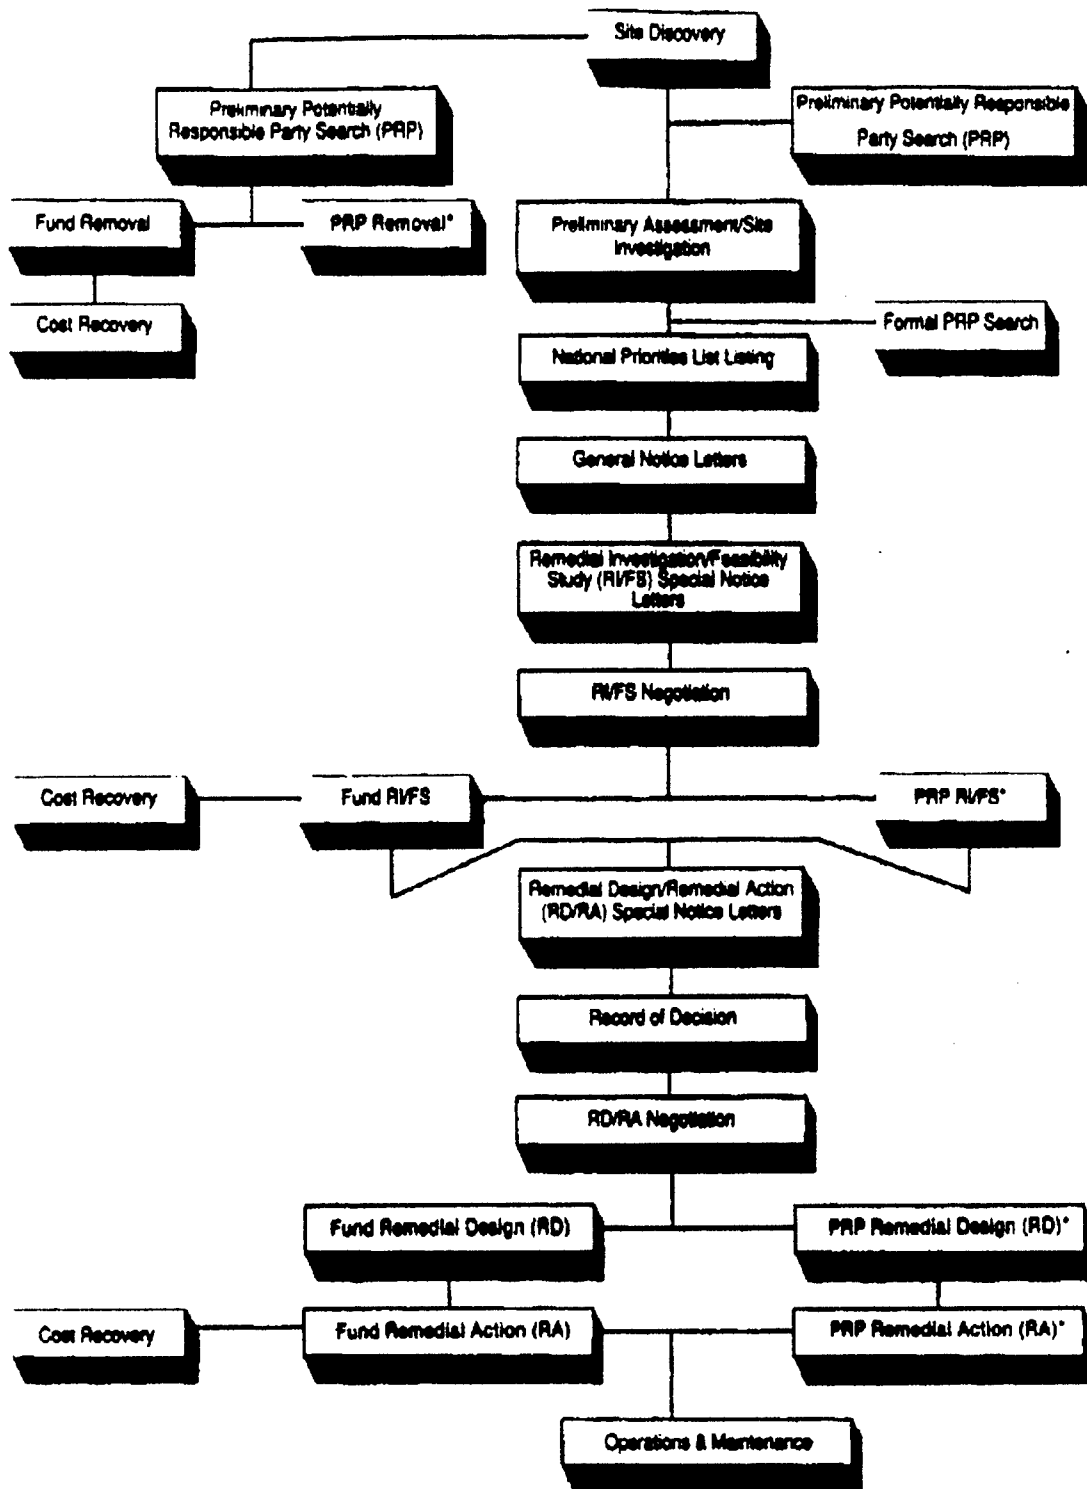 Site Discovery
Preliminary Potentially
Responsible Party Search (PRP)
Preliminary Potentially Responsible
Party Search (PRP)
Fund Removal
PRP Removal*
Preliminary Assessment/Site
Investigation
Cost Recovery
Formal PRP Search
National Priorities List Listing
General Notice Letters
Remedial Investigation/Feasibility
Study (RI/FS) Special Notice
Letters
RI/FS Negotiation
Cost Recovery
Fund RI/FS
PRP RI/FS*
Remedial Design/Remedial Action
(RD/RA) Special Notice Letters
Record of Decision
RD/RA Negotiation
Fund Remedial Design (RD)
PRP Remedial Design (RD)*
Cost Recovery
Fund Remedial Action (RA)
PRP Remedial Action (RA)*
Operations & Maintenance